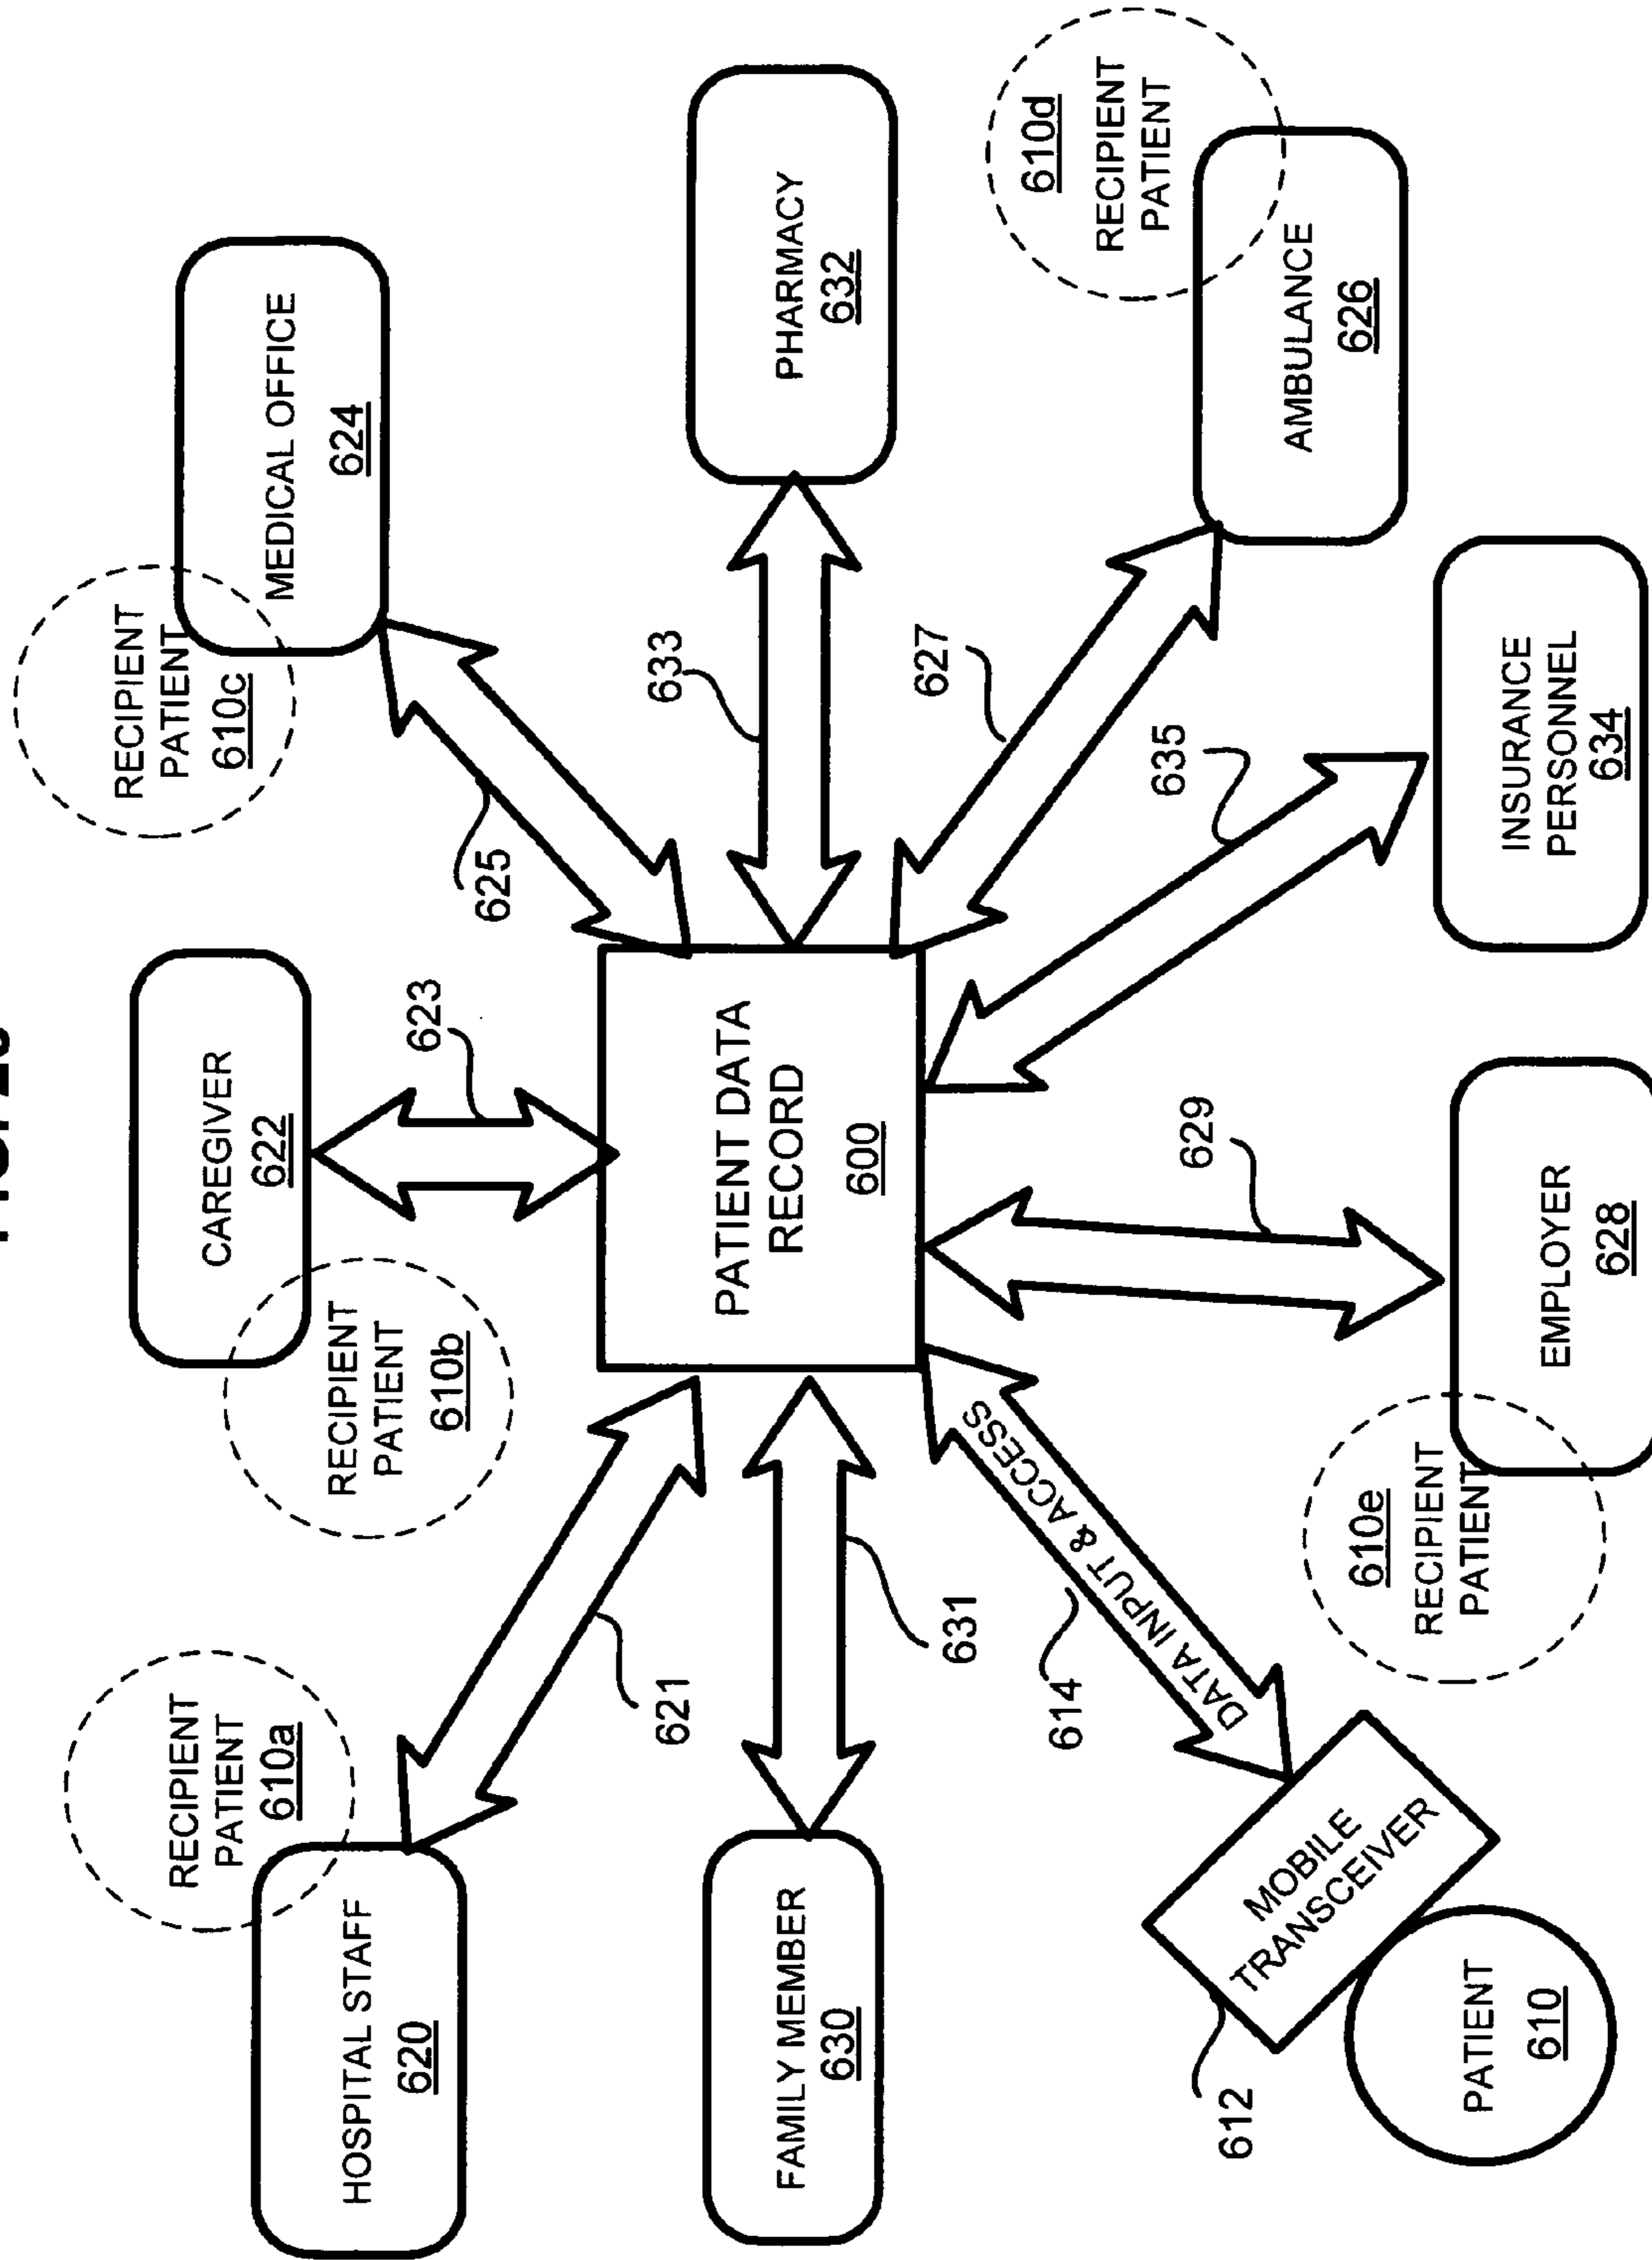 CAREGIVER
622
MEDICAL OFFICE
624
RECIPIENT
PATIENT
610c
RECIPIENT
PATIENT
610a
HOSPITAL STAFF
620
RECIPIENT
PATIENT
610b
623
625
621
PHARMACY
632
633
PATIENT DATA
RECORD
600
FAMILY MEMBER
630
631
627
610d
RECIPIENT
PATIENT
AMBULANCE
626
635
629
614
DATA INPUT & ACCESS
612
MOBILE
TRANSCEIVER
PATIENT
610
610e
RECIPIENT
PATIENT
EMPLOYER
628
INSURANCE
PERSONNEL
634